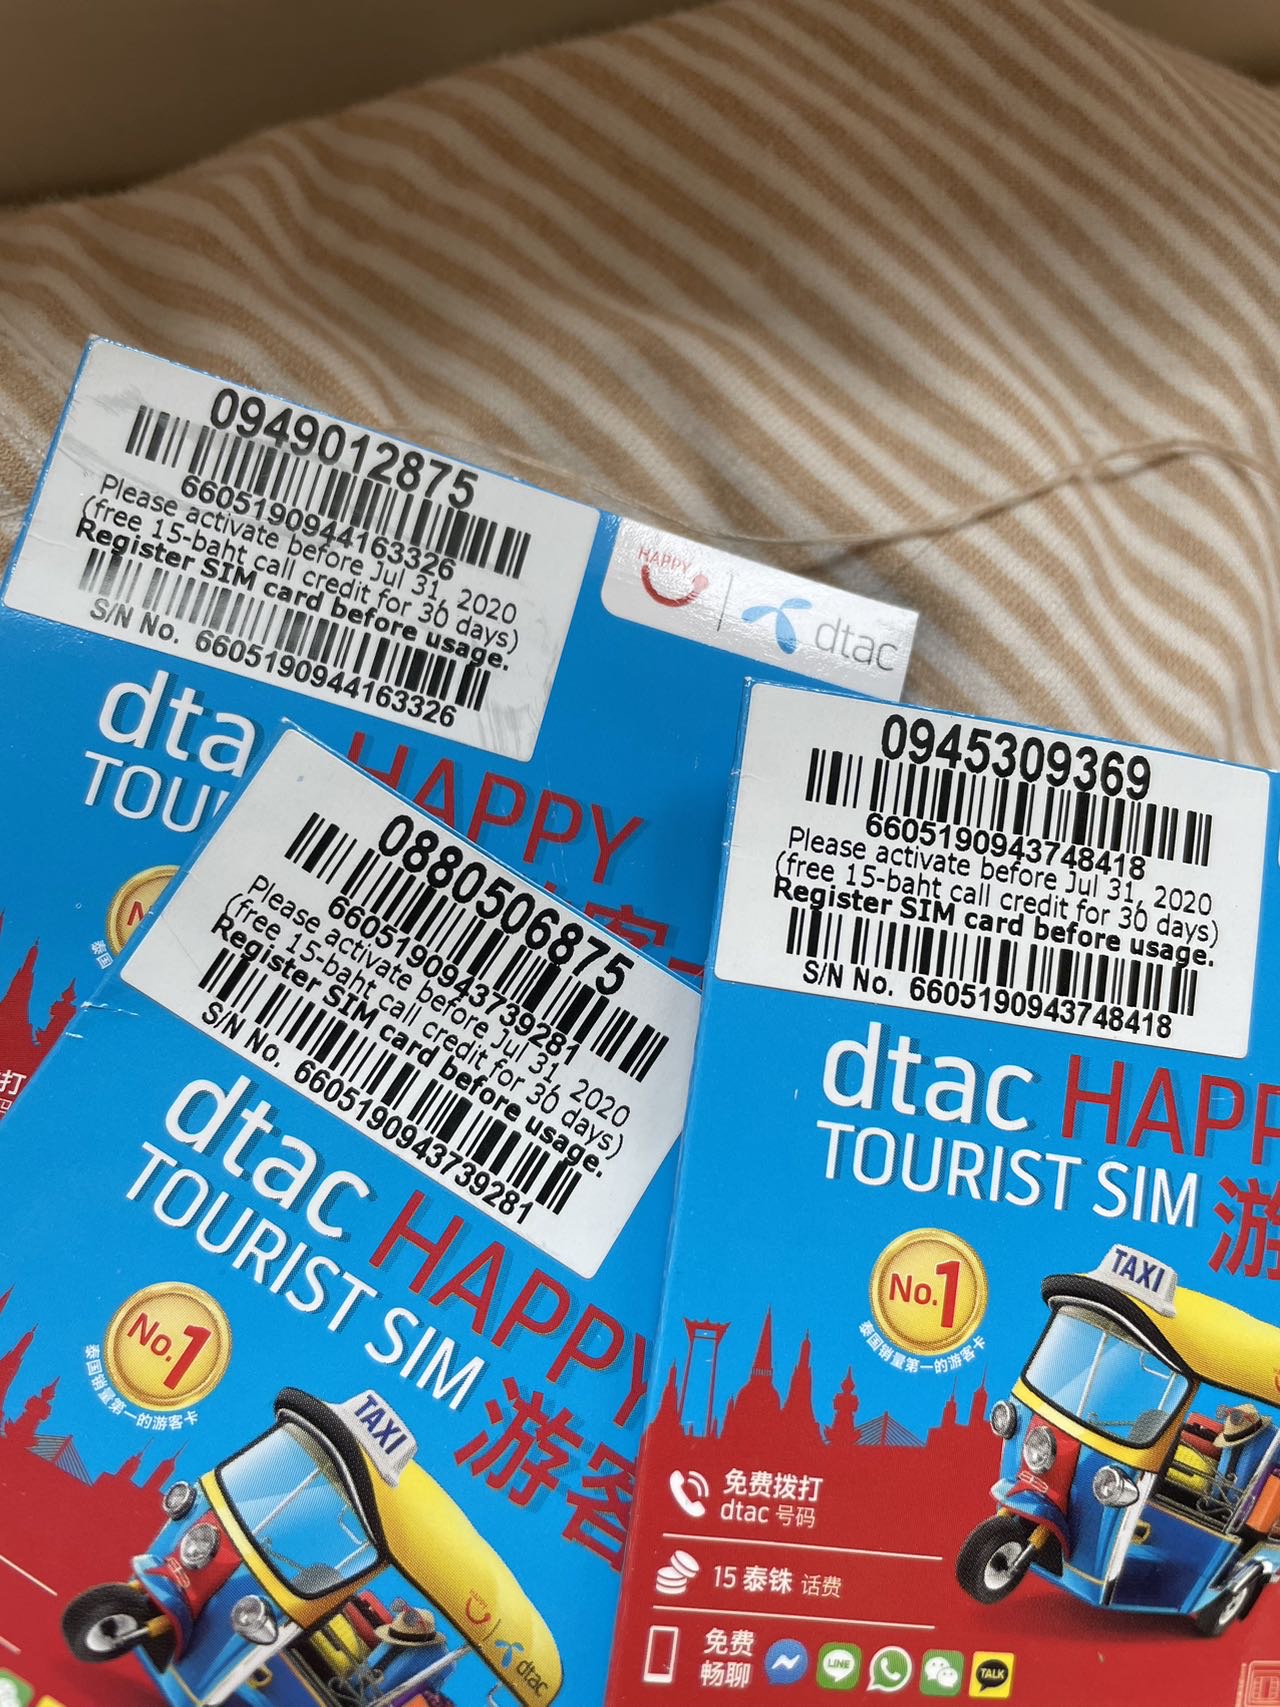 0949012875
6605190944163326
Please activate before Jul 31, 2020
(free 15-baht call credit for 30 days)
Register SIM card before usage.
S/N No. 6605190944163326
HAPPY
dtac
dta
HAPPY
TOU
打
0880506875
6605190943739281
Please activate before Jul 31, 2020
(free 15-baht call credit for 30 days)
Register SIM card before usage.
S/N No. 6605190943739281
dtac HAPPY
TOURIST SIM 游客
No.1
泰国销量第一的游客卡
TAXI
dtac
0945309369
6605190943748418
Please activate before Jul 31, 2020
(free 15-baht call credit for 30 days)
Register SIM card before usage.
S/N No. 6605190943748418
dtac HAPP
TOURIST SIM 游
No.1
泰国销量第一的游客卡
TAXI
免费拨打
dtac 号码
15 泰铢 话费
免费
畅聊
LINE
TALK